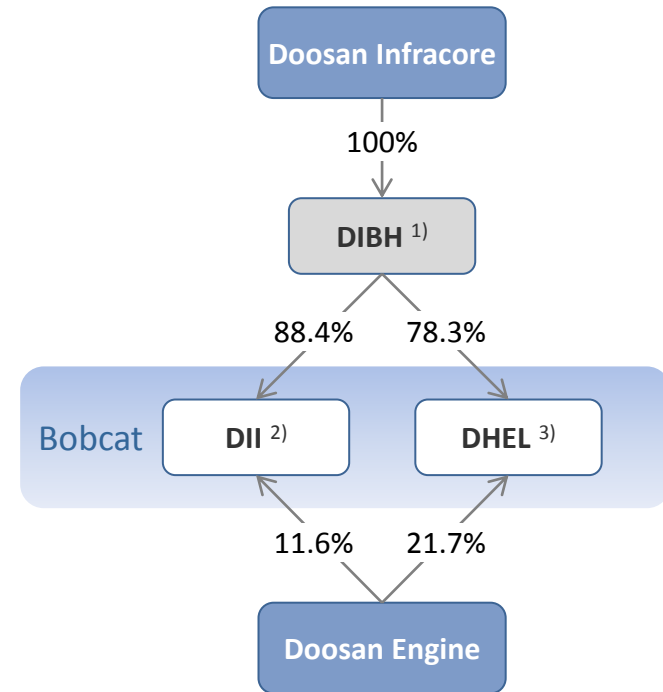 Doosan Infracore
100%
DIBH 1)
88.4% 78.3%
Bobcat DII 2) DHEL 3)
11.6% 21.7%
Doosan Engine